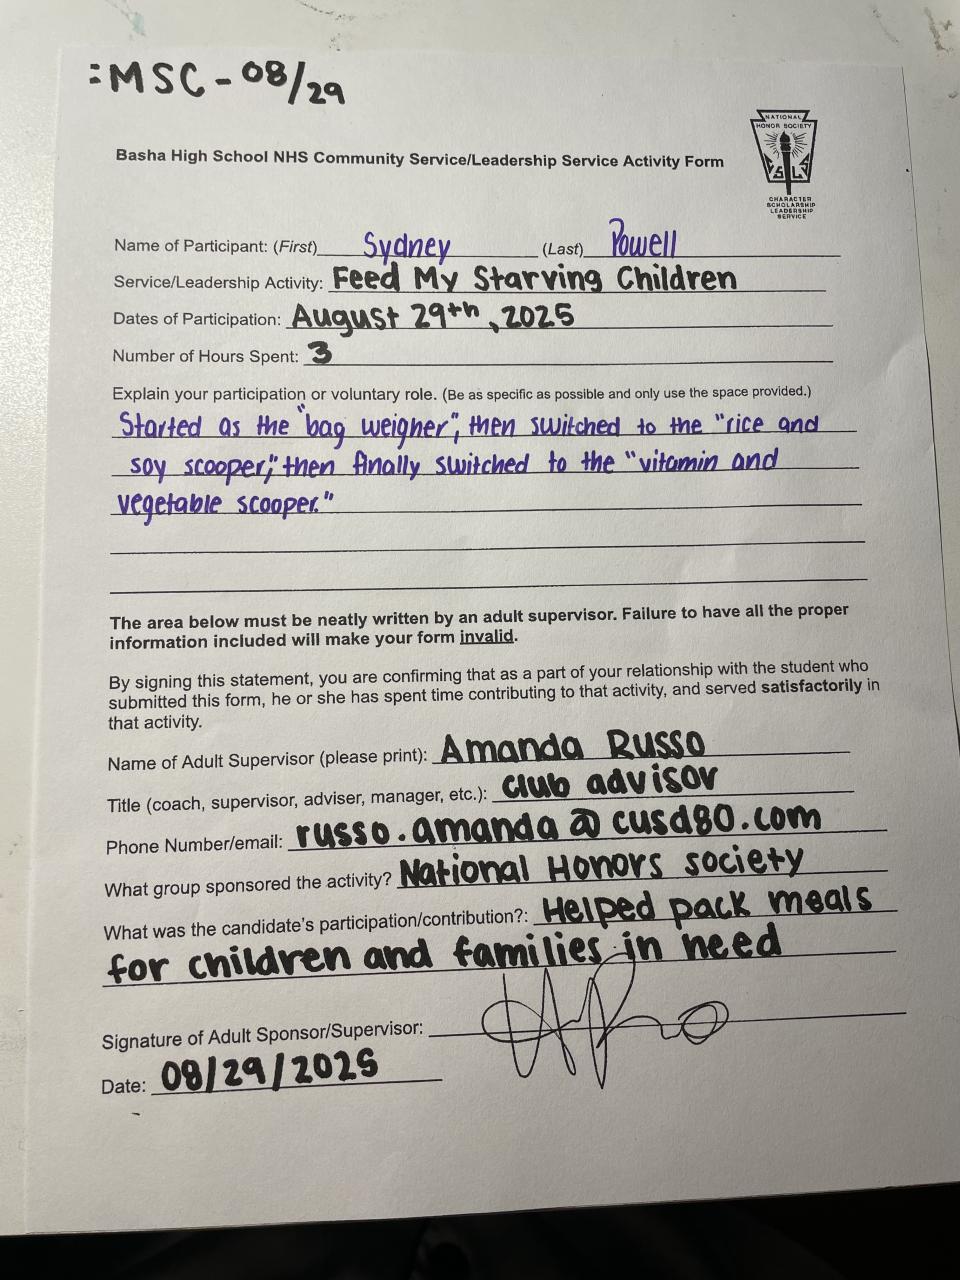 :MSC-08/29
NATIONAL
HONOR SOCIETY
CHARACTER
SCHOLARSHIP
LEADERSHIP
SERVICE
Basha High School NHS Community Service/Leadership Service Activity Form
Name of Participant: (First) Sydney (Last) Powell
Service/Leadership Activity: Feed My Starving Children
Dates of Participation: August 29th, 2025
Number of Hours Spent: 3
Explain your participation or voluntary role. (Be as specific as possible and only use the space provided.)
Started as the "bag weigher", then switched to the "rice and
soy scooper," then finally switched to the "vitamin and
vegetable scooper."
The area below must be neatly written by an adult supervisor. Failure to have all the proper
information included will make your form invalid.
By signing this statement, you are confirming that as a part of your relationship with the student who
submitted this form, he or she has spent time contributing to that activity, and served satisfactorily in
that activity.
Name of Adult Supervisor (please print): Amanda Russo
Title (coach, supervisor, adviser, manager, etc.): club advisor
Phone Number/email: russo.amanda@cusd80.com
What group sponsored the activity? National Honors society
What was the candidate's participation/contribution?: Helped pack meals
for children and families in need
Signature of Adult Sponsor/Supervisor:
Date: 08/29/2025